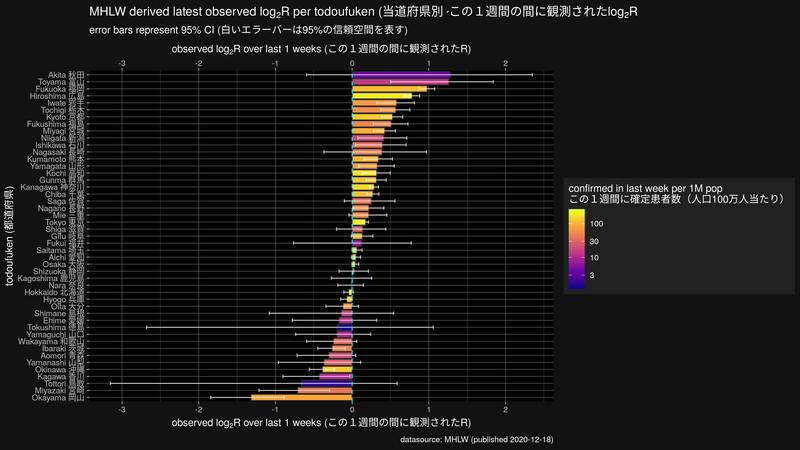 MHLW derived latest observed log₂R per todoufuken (当道府県別 -この１週間の間に観測されたlog₂R
error bars represent 95% CI (白いエラーバーは95%の信頼空間を表す)
observed log₂R over last 1 weeks (この１週間の間に観測されたR)
-3 -2 -1 0 1 2
todoufuken (都道府県)
Akita 秋田
Toyama 富山
Fukuoka 福岡
Hiroshima 広島
Iwate 岩手
Tochigi 栃木
Kyoto 京都
Fukushima 福島
Miyagi 宮城
Niigata 新潟
Ishikawa 石川
Nagasaki 長崎
Kumamoto 熊本
Yamagata 山形
Kochi 高知
Gunma 群馬
Kanagawa 神奈川
Chiba 千葉
Saga 佐賀
Nagano 長野
Mie 三重
Tokyo 東京
Shiga 滋賀
Gifu 岐阜
Fukui 福井
Saitama 埼玉
Aichi 愛知
Osaka 大阪
Shizuoka 静岡
Kagoshima 鹿児島
Nara 奈良
Hokkaido 北海道
Hyogo 兵庫
Oita 大分
Shimane 島根
Ehime 愛媛
Tokushima 徳島
Yamaguchi 山口
Wakayama 和歌山
Ibaraki 茨城
Aomori 青森
Yamanashi 山梨
Okinawa 沖縄
Kagawa 香川
Tottori 鳥取
Miyazaki 宮崎
Okayama 岡山
-3 -2 -1 0 1 2
observed log₂R over last 1 weeks (この１週間の間に観測されたR)
confirmed in last week per 1M pop
この１週間に確定患者数（人口100万人当たり）
100
30
10
3
datasource: MHLW (published 2020-12-18)